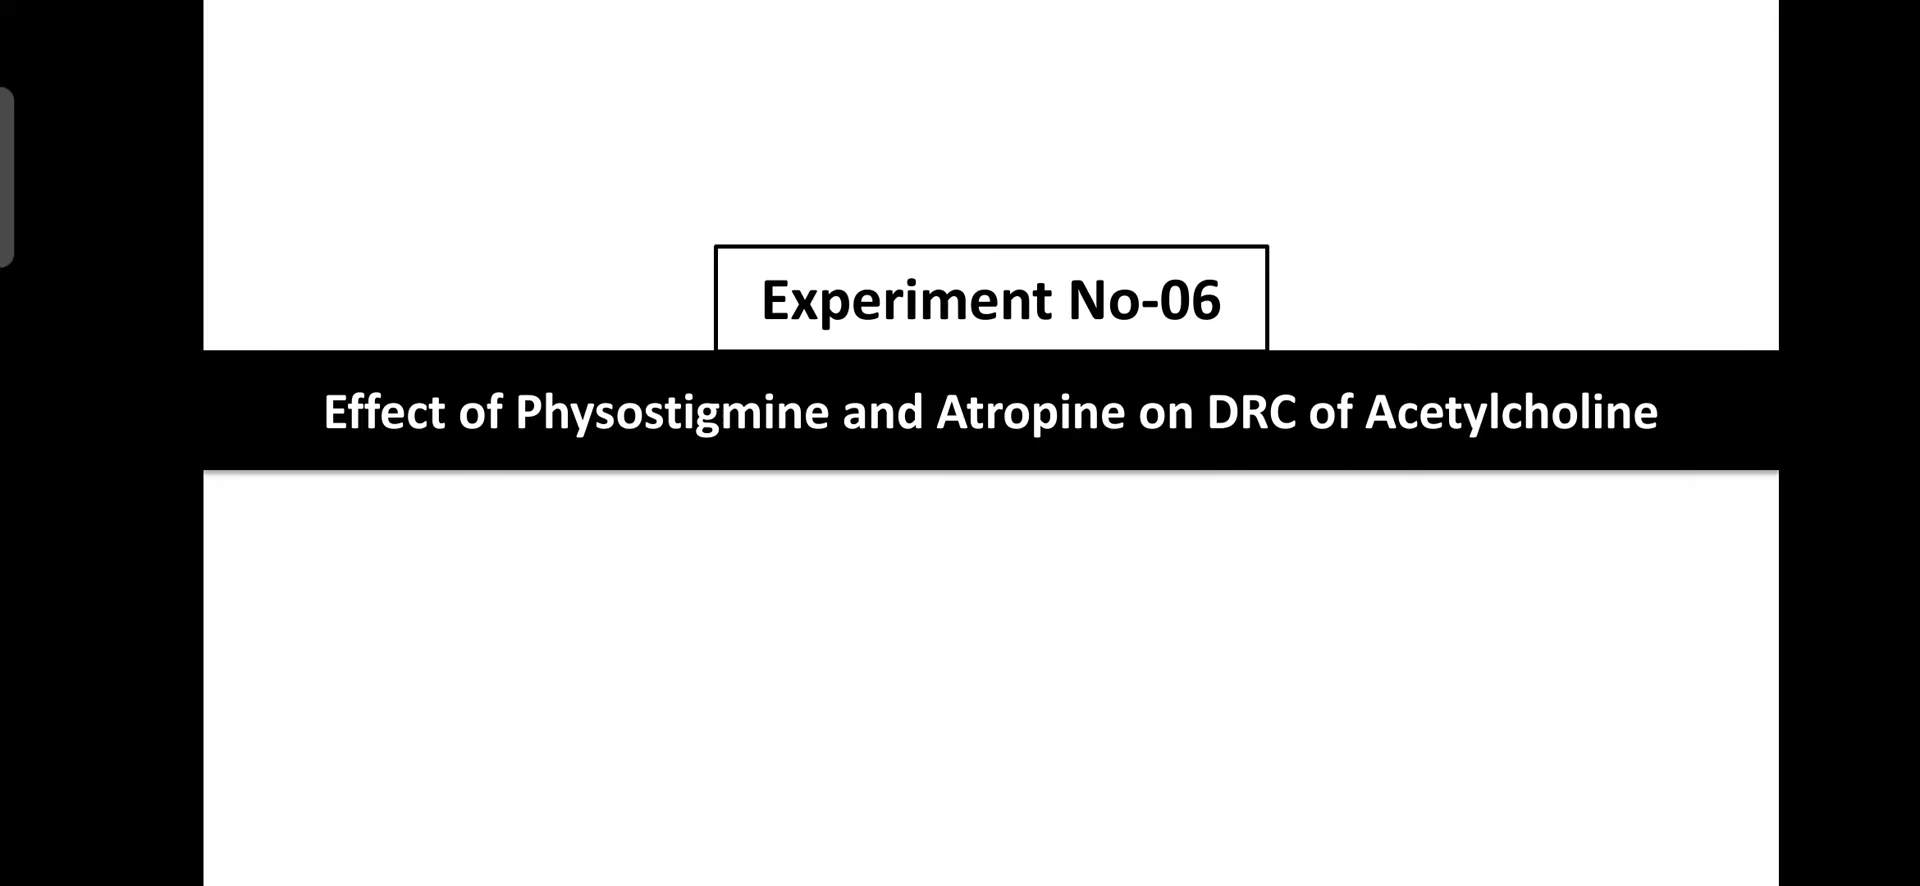 Experiment No-06
Effect of Physostigmine and Atropine on DRC of Acetylcholine